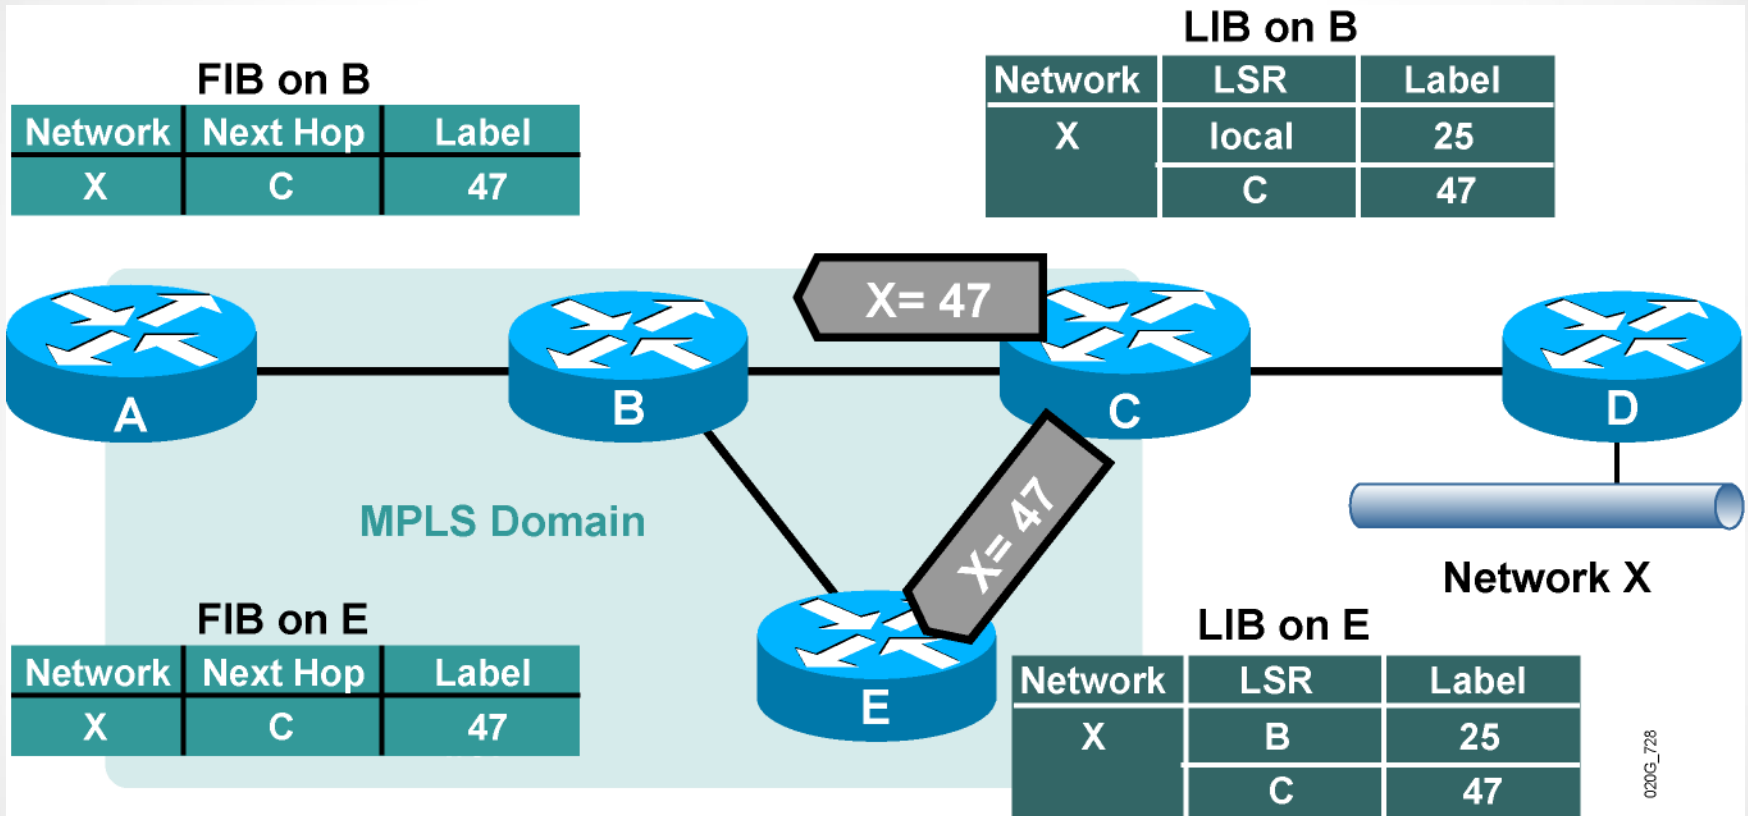 LIB on B
Network LSR Label
X local 25
C 47
FIB on B
Network Next Hop Label
X C 47
X= 47
A
B
C
D
MPLS Domain
X= 47
Network X
E
FIB on E
Network Next Hop Label
X C 47
LIB on E
Network LSR Label
X B 25
C 47
020G_728